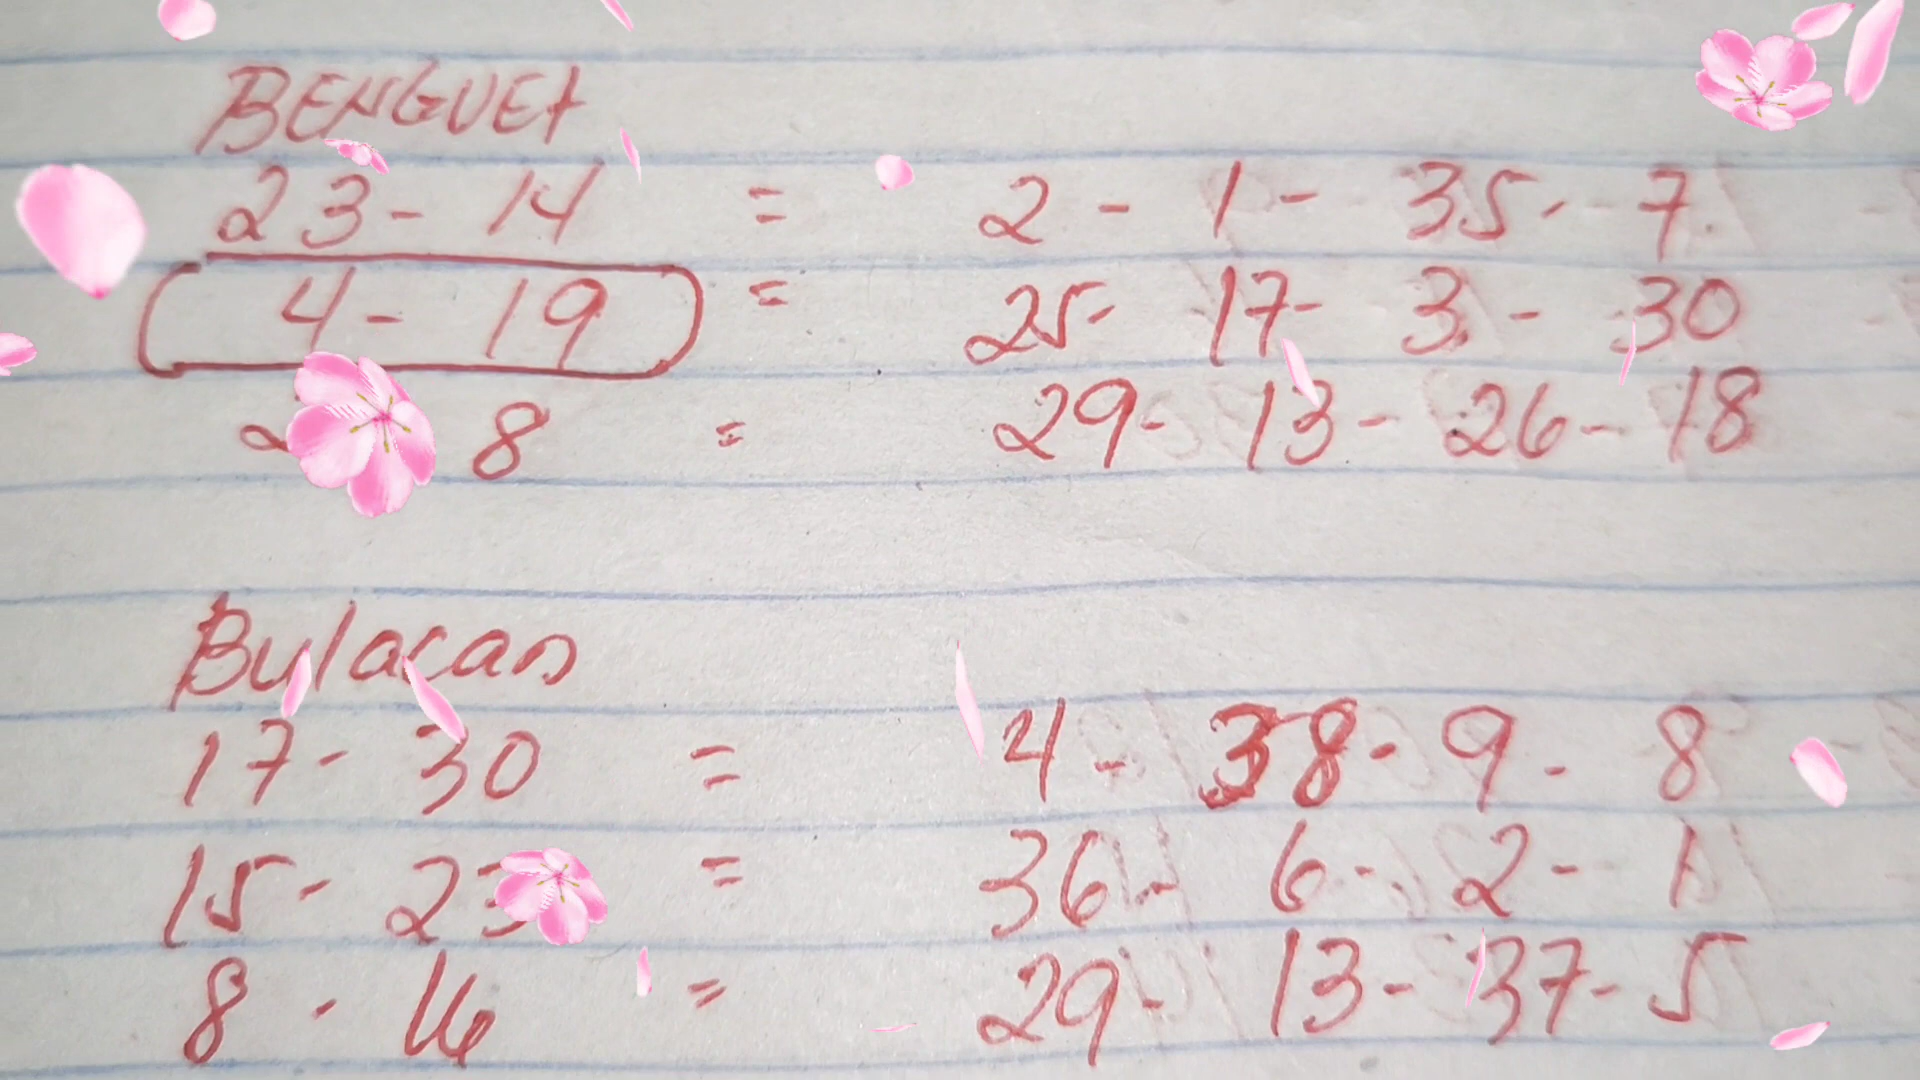 BENGUET
23 - 14 = 2 - 1 - 35 - 7
4 - 19 = 25 - 17 - 3 - 30
8 = 29 - 13 - 26 - 18
Bulacan
17 - 30 = 4 - 38 - 9 - 8
15 - 23 = 36 - 6 - 2 - 1
8 - 16 = 29 - 13 - 37 - 5